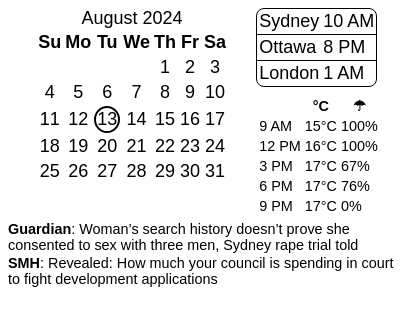 August 2024
Su Mo Tu We Th Fr Sa
1 2 3
4 5 6 7 8 9 10
11 12 13 14 15 16 17
18 19 20 21 22 23 24
25 26 27 28 29 30 31
Sydney 10 AM
Ottawa 8 PM
London 1 AM
°C ☂
9 AM 15°C 100%
12 PM 16°C 100%
3 PM 17°C 67%
6 PM 17°C 76%
9 PM 17°C 0%
Guardian: Woman’s search history doesn’t prove she
consented to sex with three men, Sydney rape trial told
SMH: Revealed: How much your council is spending in court
to fight development applications